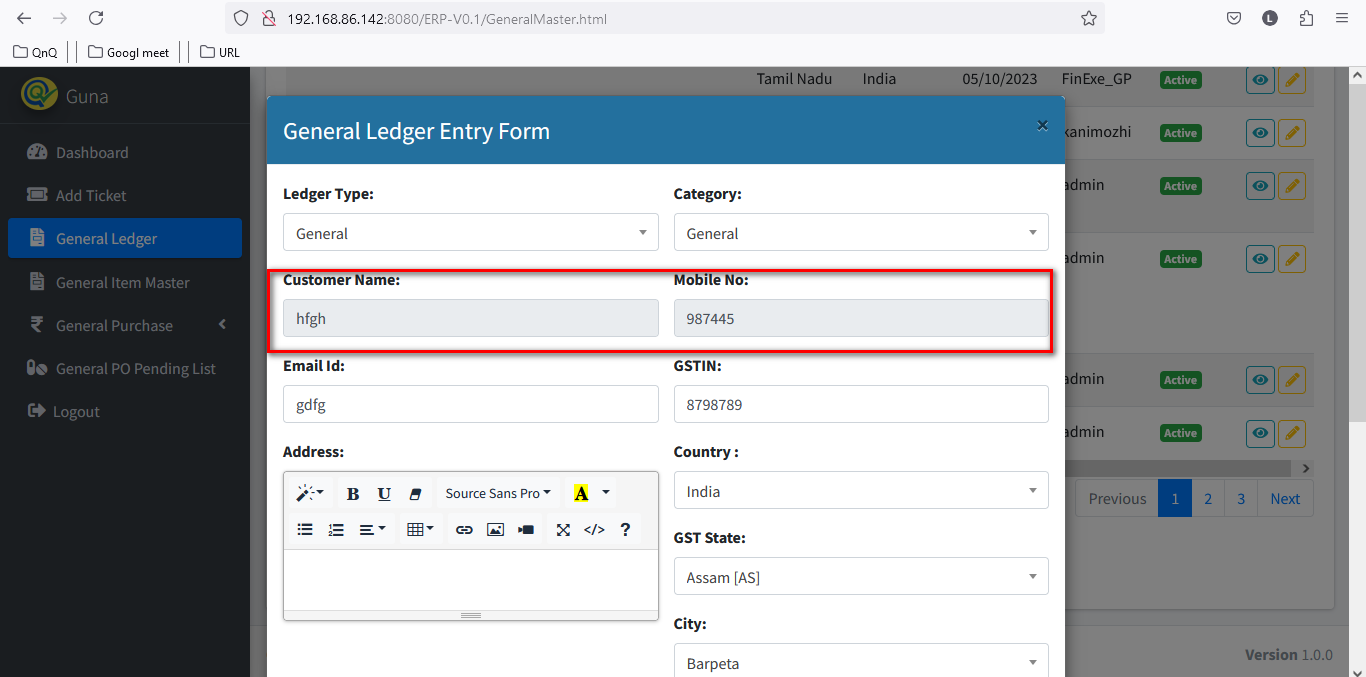 192.168.86.142:8080/ERP-V0.1/GeneralMaster.html
L
QnQ
Googl meet
URL
Guna
Dashboard
Add Ticket
General Ledger
General Item Master
General Purchase
General PO Pending List
Logout
Tamil Nadu India 05/10/2023 FinExe_GP Active
kanimozhi Active
admin Active
admin Active
admin Active
admin Active
General Ledger Entry Form
×
Ledger Type: Category:
General General
Customer Name: Mobile No:
hfgh 987445
Email Id: GSTIN:
gdfg 8798789
Address: Country :
B U Source Sans Pro A
India
</> ?
GST State:
Assam [AS]
City:
Barpeta
Previous 1 2 3 Next
Version 1.0.0